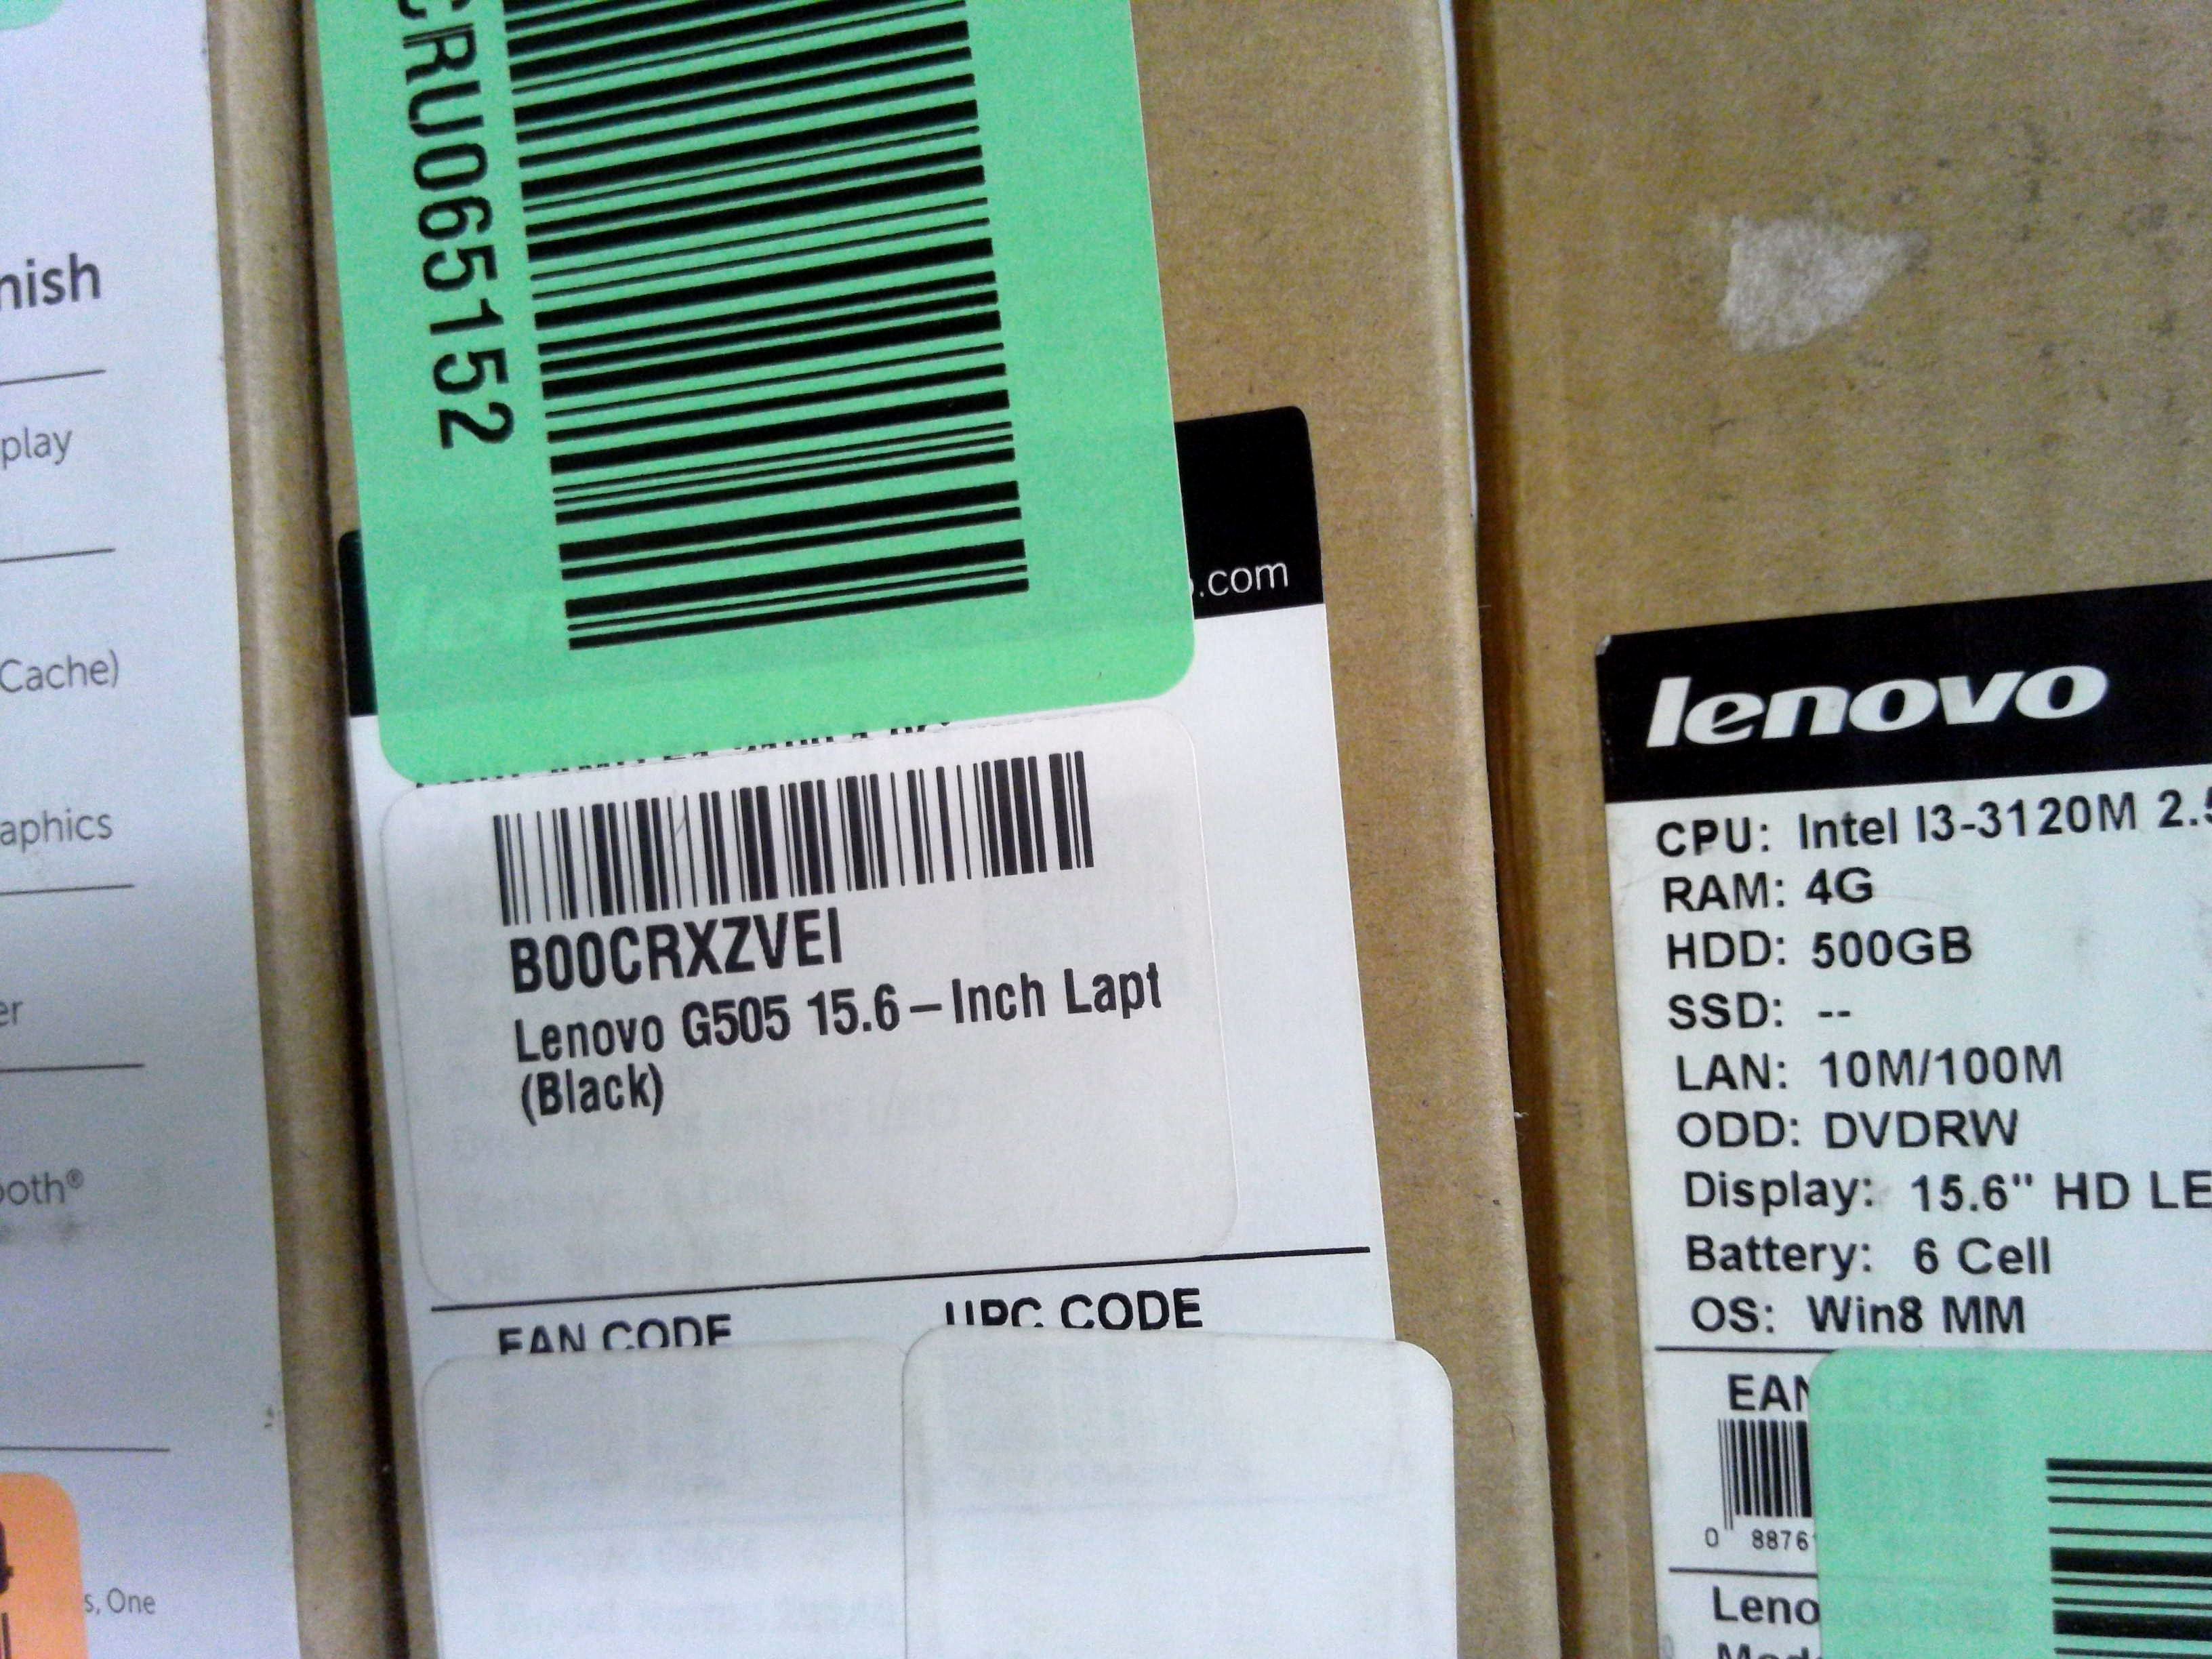 nish
play
Cache)
aphics
er
ooth®
s, One
CRU065152
.com
B00CRXZVEI
Lenovo G505 15.6-Inch Lapt
(Black)
EAN CODE
UPC CODE
lenovo
CPU: Intel I3-3120M 2.5
RAM: 4G
HDD: 500GB
SSD: --
LAN: 10M/100M
ODD: DVDRW
Display: 15.6" HD LE
Battery: 6 Cell
OS: Win8 MM
EAN
0 8876
Leno